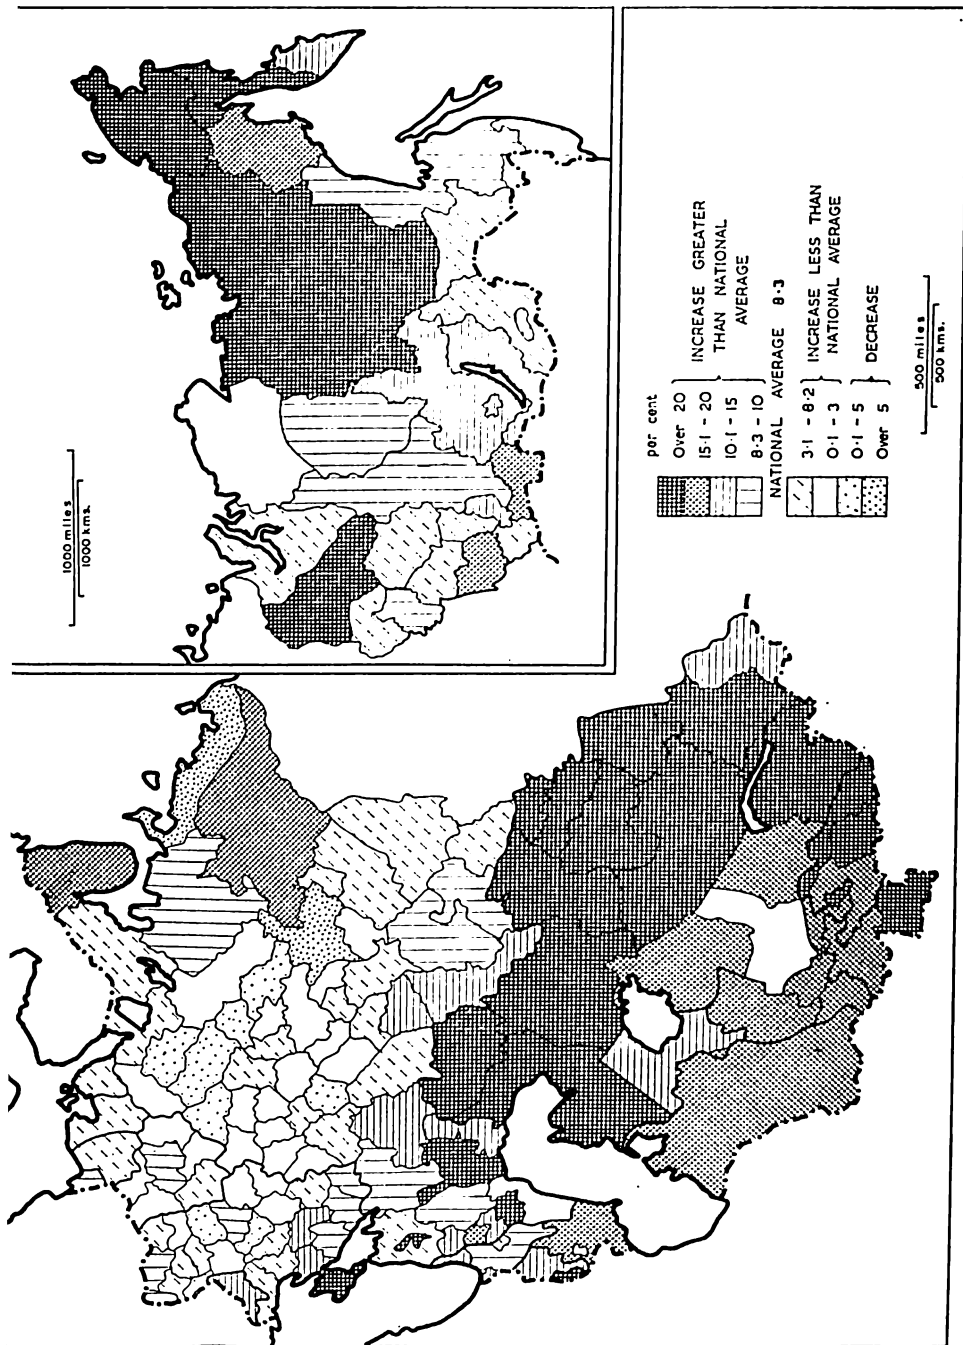 1000 miles
1000 kms.
per cent
Over 20
15·1 - 20
10·1 - 15
8·3 - 10
INCREASE GREATER
THAN NATIONAL
AVERAGE
NATIONAL AVERAGE 8·3
3·1 - 8·2
0·1 - 3
INCREASE LESS THAN
NATIONAL AVERAGE
0·1 - 5
Over 5
DECREASE
500 miles
500 kms.